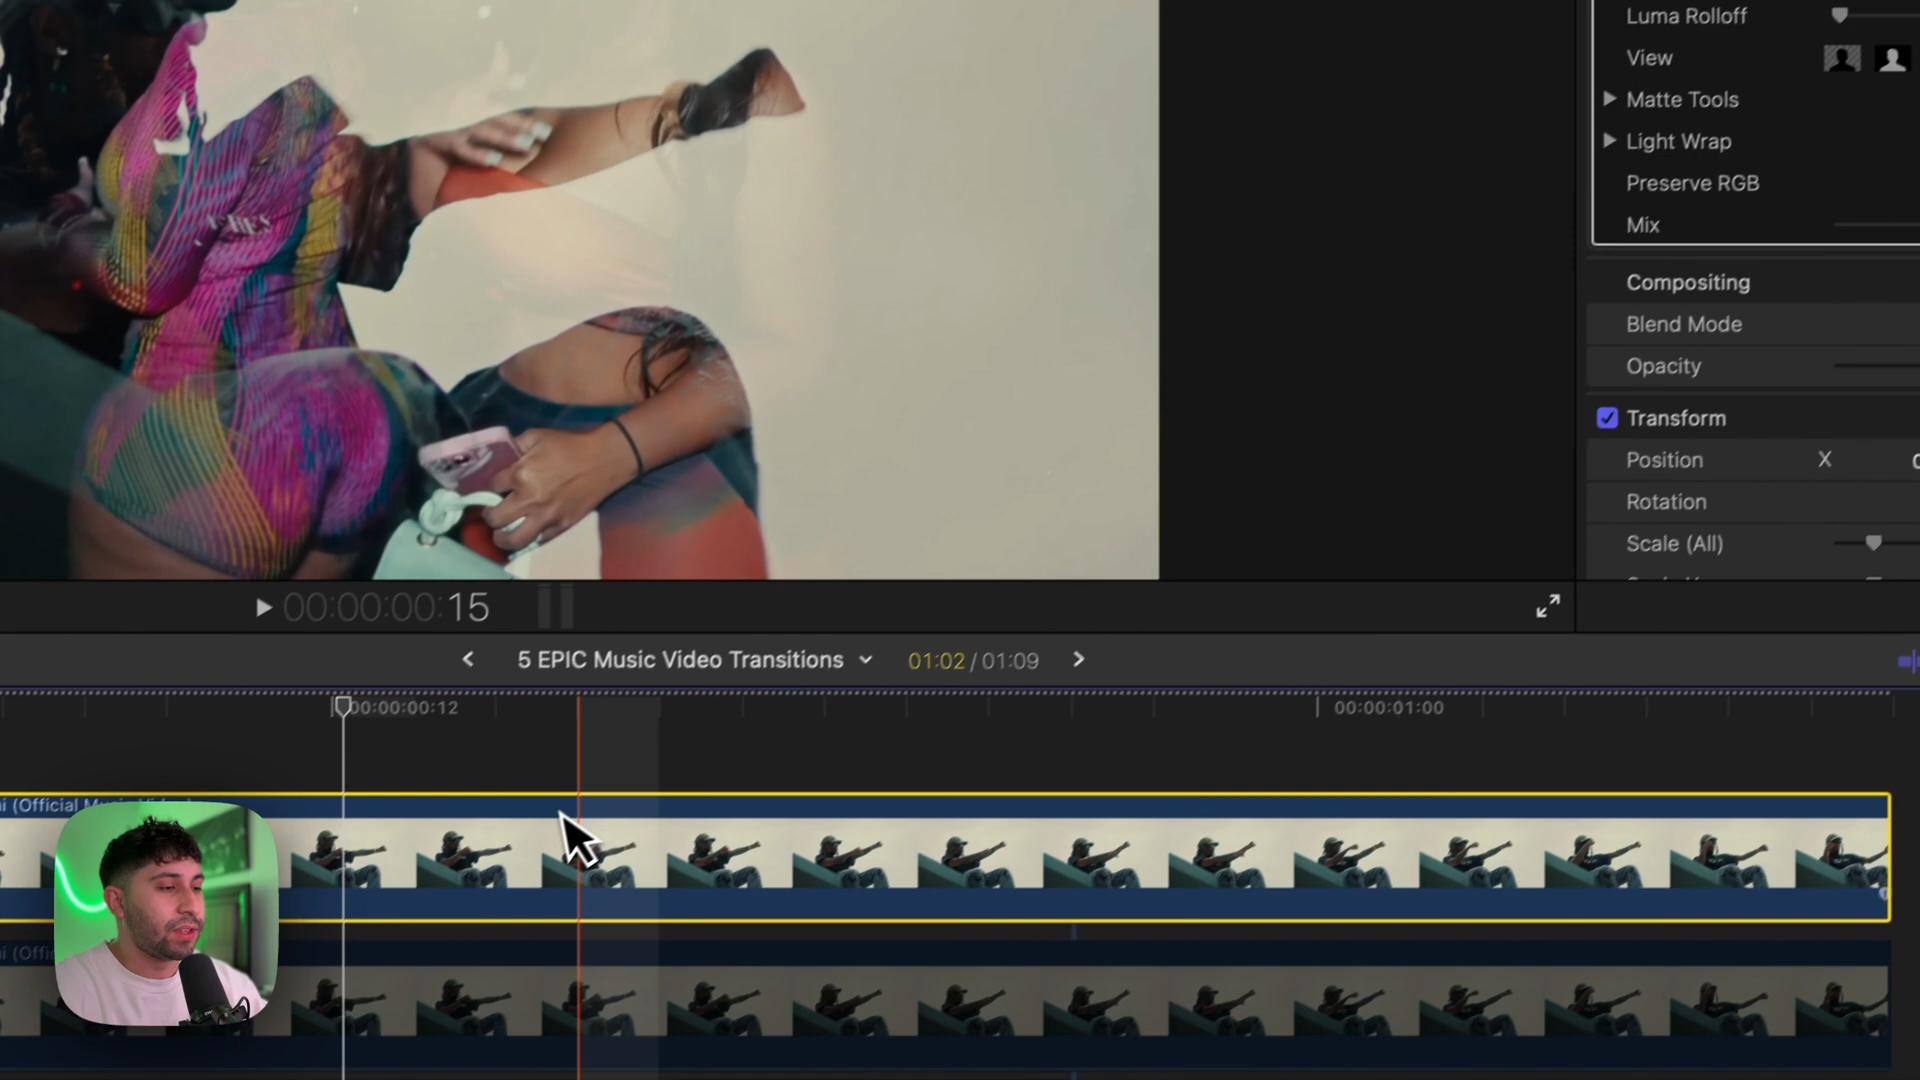 Luma Rolloff
View
Matte Tools
Light Wrap
Preserve RGB
Mix
Compositing
Blend Mode
Opacity
Transform
Position X
Rotation
Scale (All)
00:00:00:15
5 EPIC Music Video Transitions 01:02 / 01:09
00:00:00:12 00:00:01:00
i (Official Music Video)